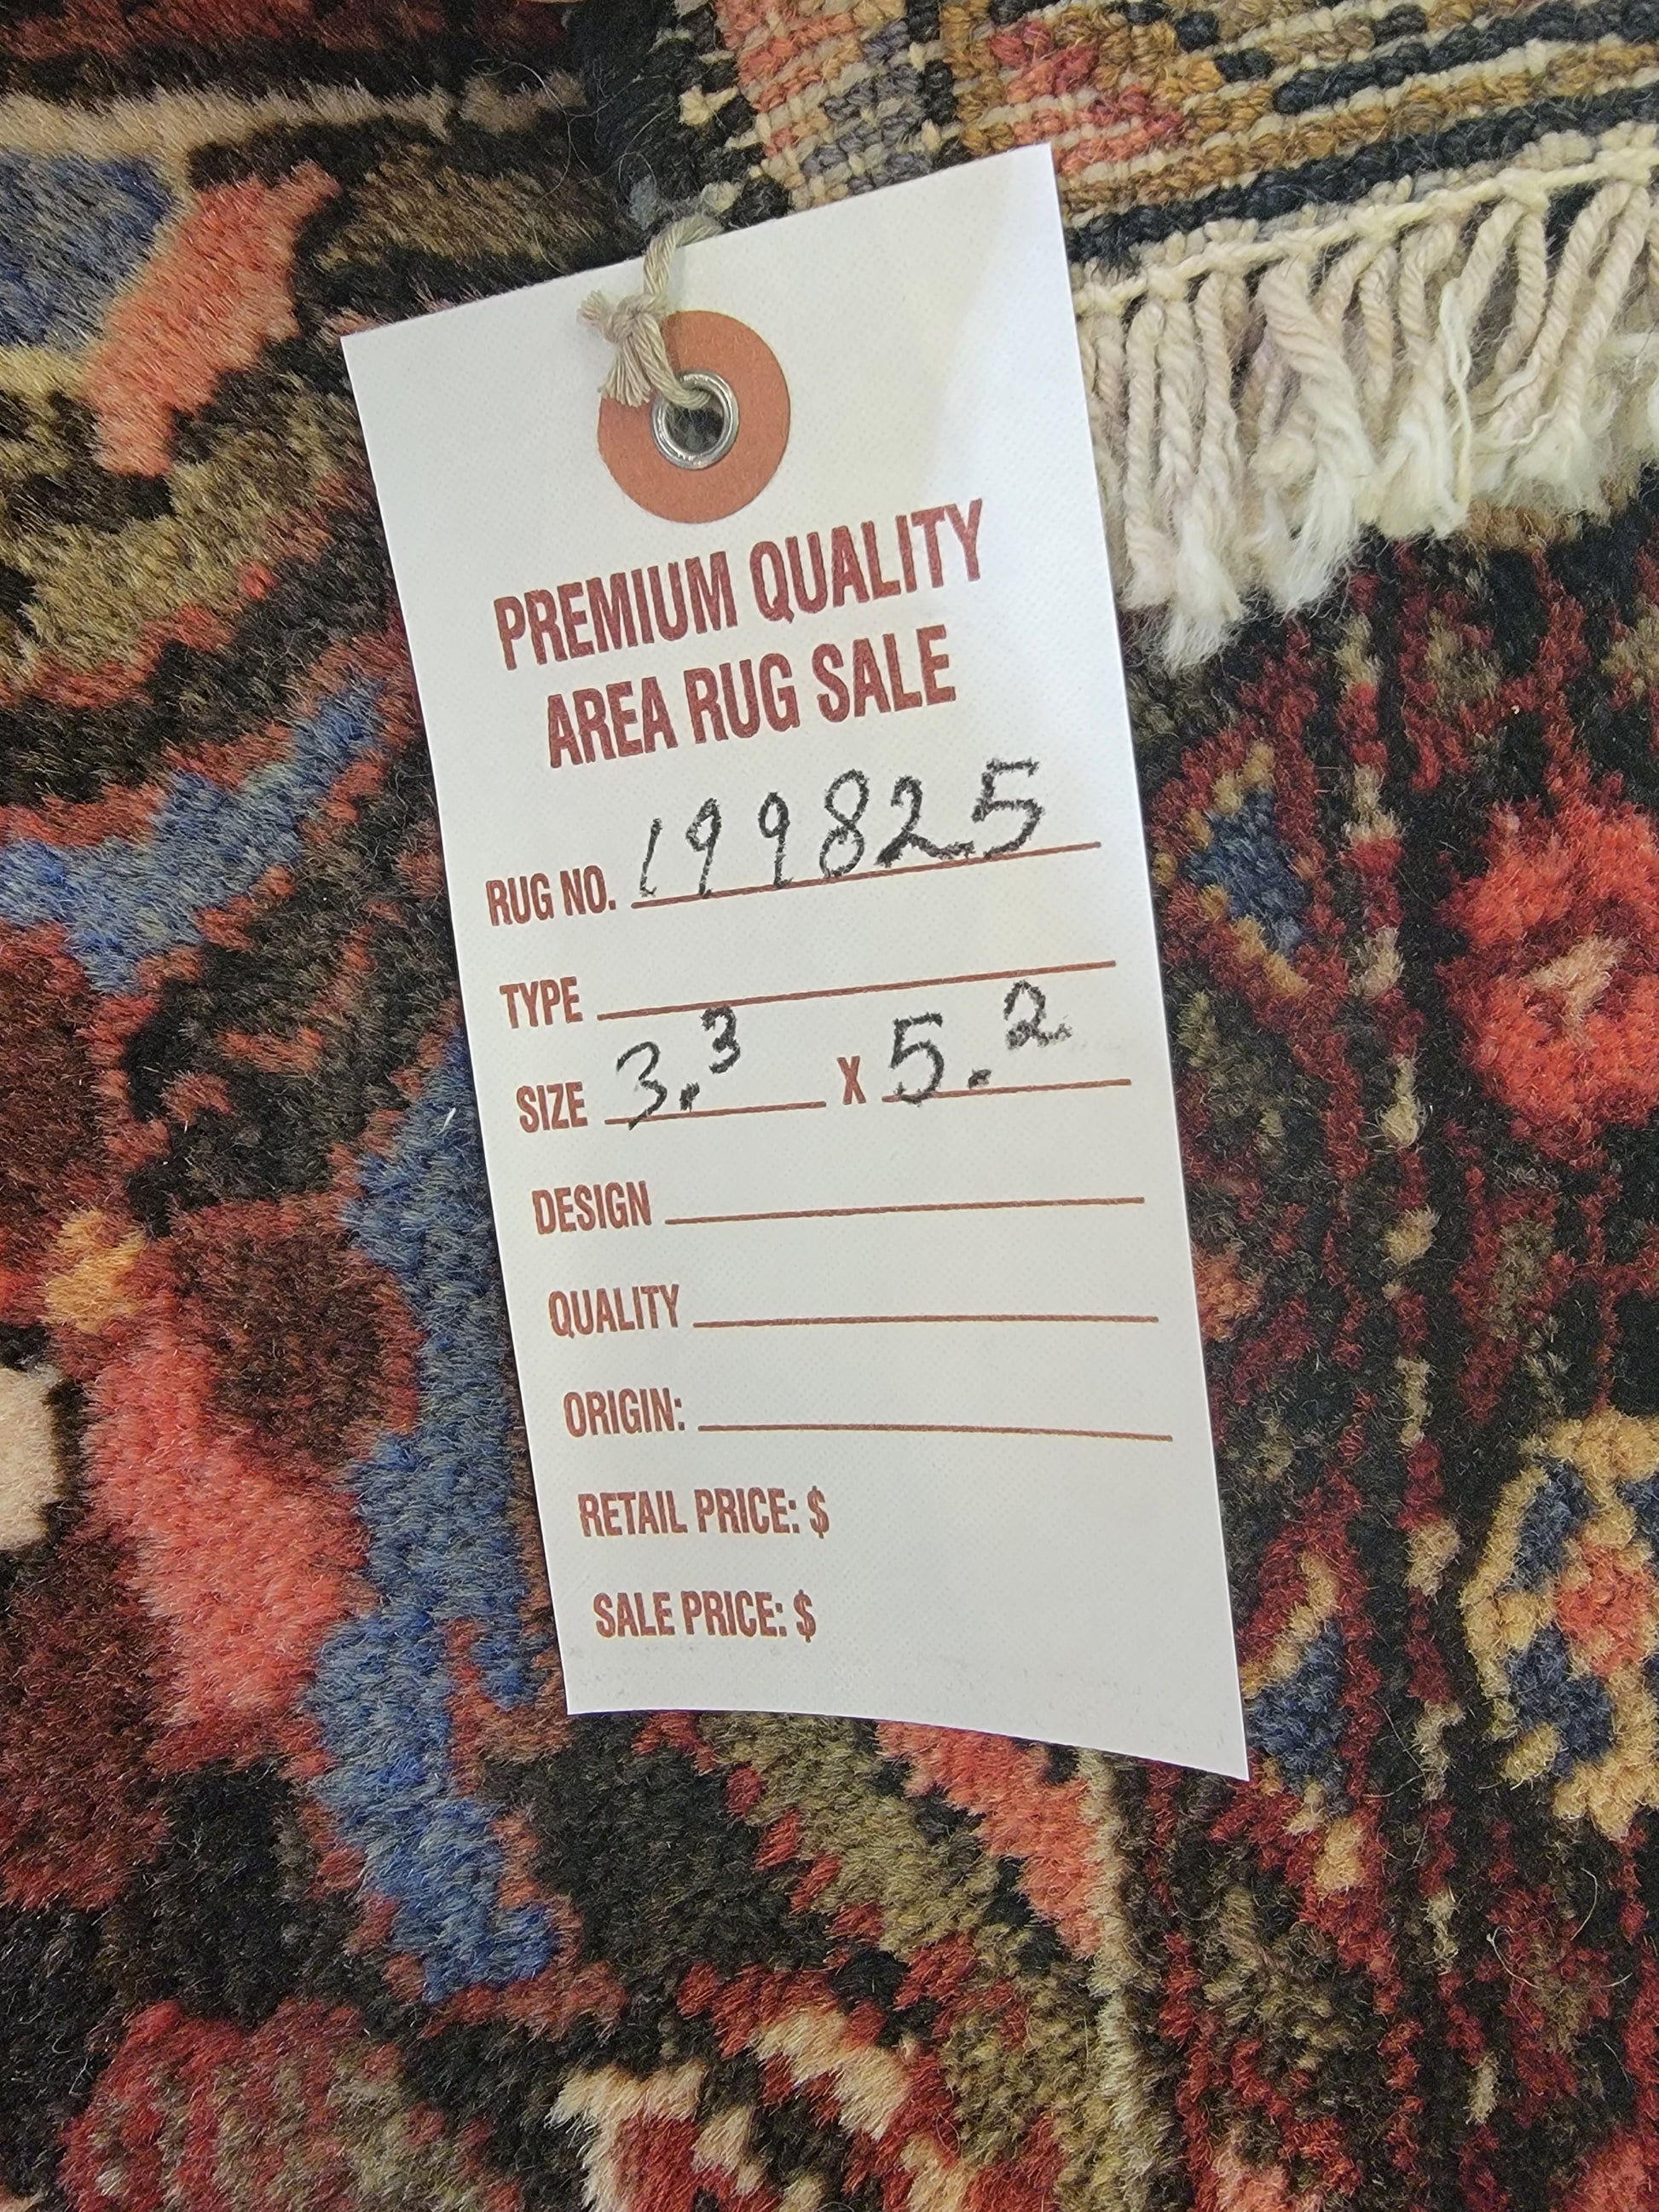 PREMIUM QUALITY
AREA RUG SALE
RUG NO. 199825
TYPE
SIZE 3.3 X 5.2
DESIGN
QUALITY
ORIGIN:
RETAIL PRICE: $
SALE PRICE: $